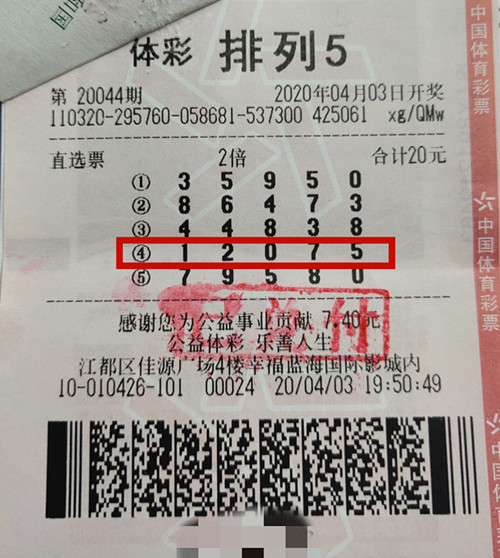 体彩 排列5
第 20044期 2020年04月03日开奖
110320-295760-058681-537300 425061 xg/QMw
直选票 2倍 合计20元
① 3 5 9 5 0
② 8 6 4 7 3
③ 4 4 8 3 8
④ 1 2 0 7 5
⑤ 7 9 5 8 0
付
感谢您为公益事业贡献 7.40元
公益体彩 乐善人生
江都区佳源广场4楼幸福蓝海国际影城内
10-010426-101 00024 20/04/03 19:50:49
中国体育彩票
中国体育彩票
中国体育彩票